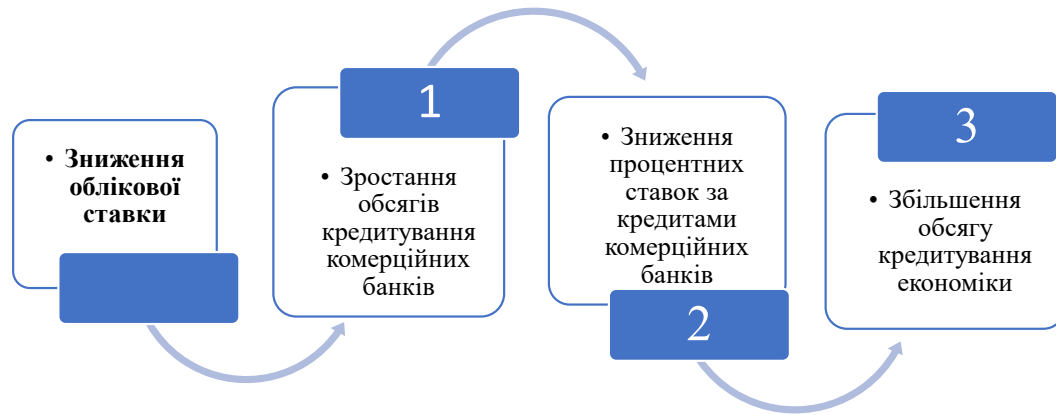 • Зниження
облікової
ставки
1
• Зростання
обсягів
кредитування
комерційних
банків
• Зниження
процентних
ставок за
кредитами
комерційних
банків
2
3
• Збільшення
обсягу
кредитування
економіки